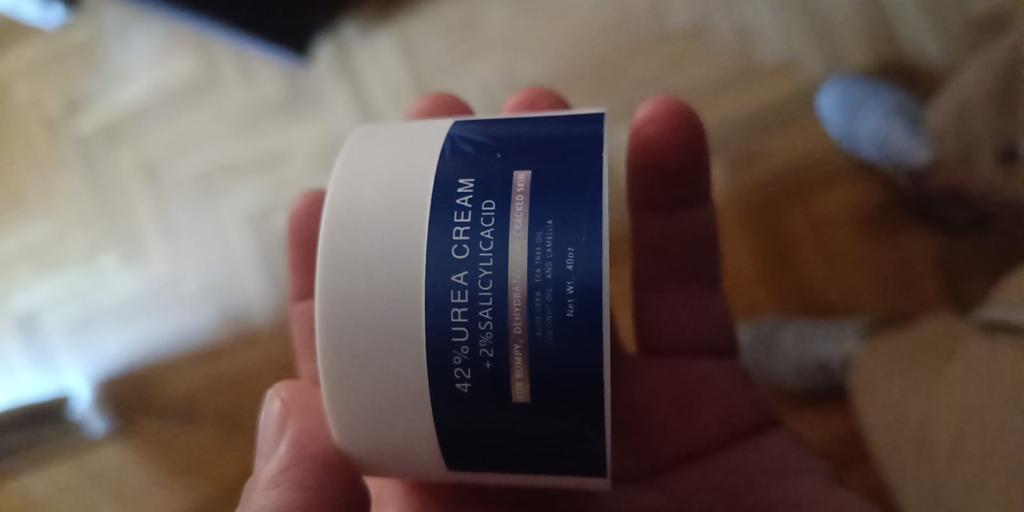 42%UREA CREAM
+2%SALICYLICACID
FOR BUMPY, DEHYDRATED CRACKED SKIN
ALOE VERA, TEA TREE OIL,
COCONUT OIL, AND CAMELLIA
Net Wt. 40oz